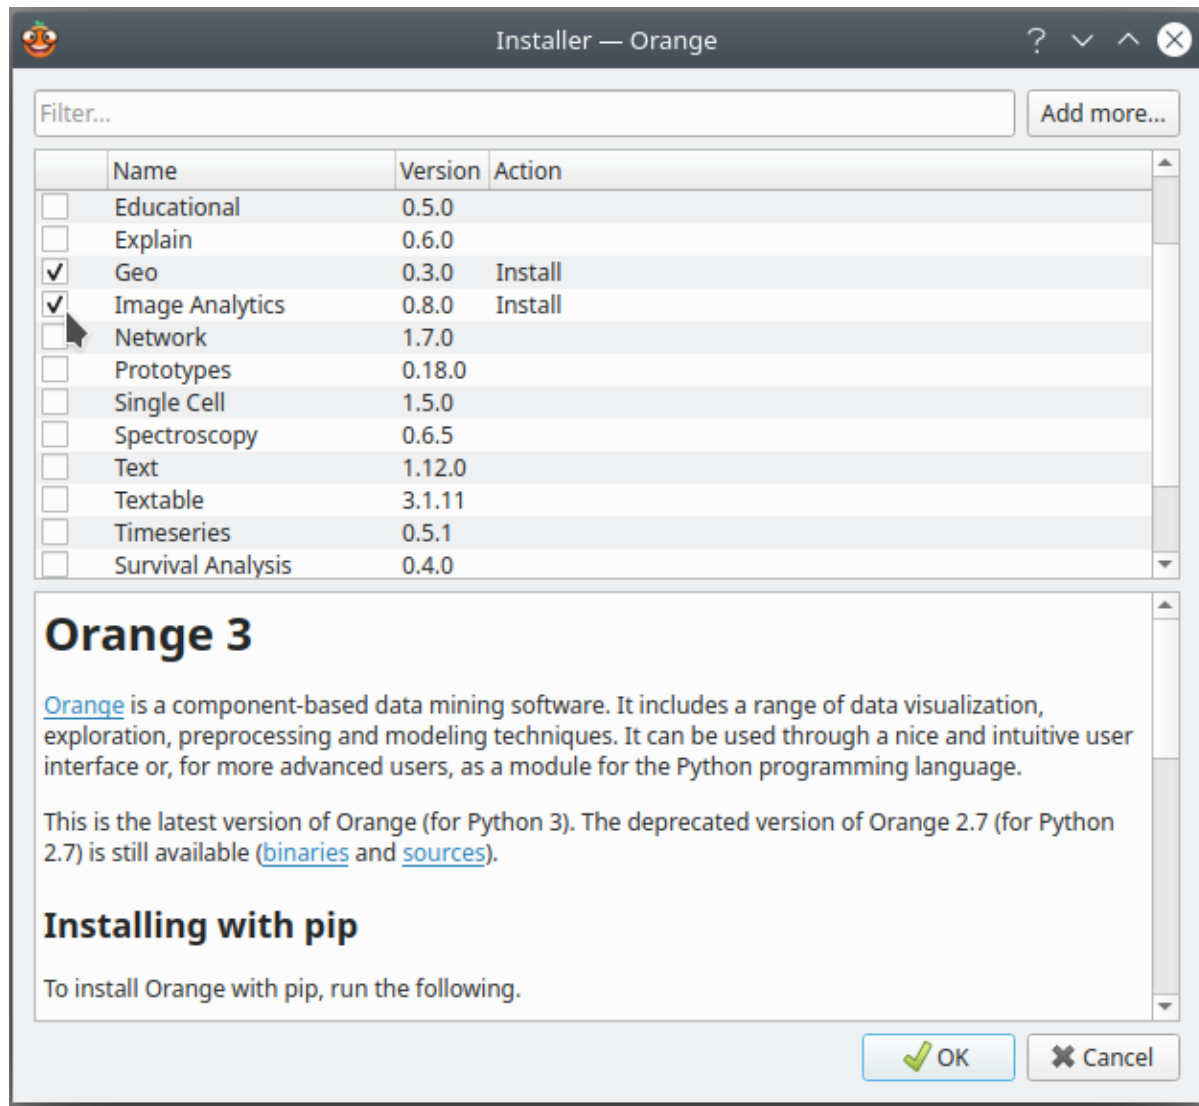 Installer — Orange
Filter...
Add more...
Name Version Action
Educational 0.5.0
Explain 0.6.0
Geo 0.3.0 Install
Image Analytics 0.8.0 Install
Network 1.7.0
Prototypes 0.18.0
Single Cell 1.5.0
Spectroscopy 0.6.5
Text 1.12.0
Textable 3.1.11
Timeseries 0.5.1
Survival Analysis 0.4.0
Orange 3
Orange is a component-based data mining software. It includes a range of data visualization,
exploration, preprocessing and modeling techniques. It can be used through a nice and intuitive user
interface or, for more advanced users, as a module for the Python programming language.
This is the latest version of Orange (for Python 3). The deprecated version of Orange 2.7 (for Python
2.7) is still available (binaries and sources).
Installing with pip
To install Orange with pip, run the following.
OK
Cancel